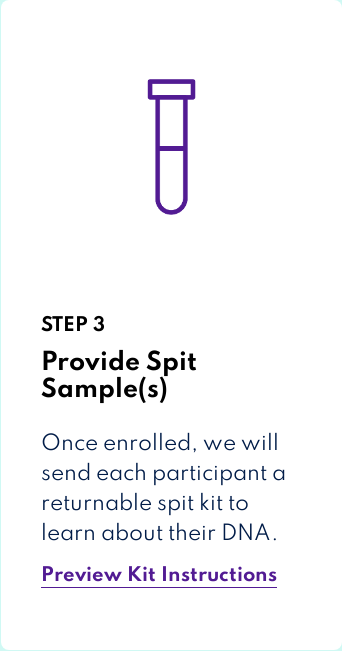 STEP 3
Provide Spit
Sample(s)
Once enrolled, we will
send each participant a
returnable spit kit to
learn about their DNA.
Preview Kit Instructions